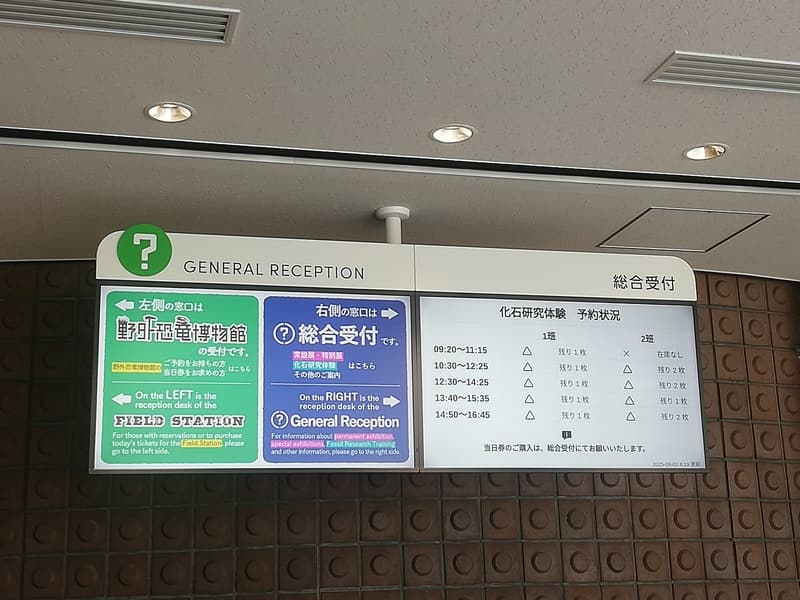 ?
GENERAL RECEPTION
総合受付
左側の窓口は
野外恐竜博物館
の受付です。
野外恐竜博物館の
ご予約をお持ちの方
当日券をお求めの方
はこちら
On the LEFT is the
reception desk of the
FIELD STATION
For those with reservations or to purchase
today's tickets for the Field Station, please
go to the left side.
右側の窓口は
? 総合受付です。
常設展・特別展
化石研究体験
その他のご案内
はこちら
On the RIGHT is the
reception desk of the
? General Reception
For information about permanent exhibition,
special exhibitions, Fossil Research Training,
and other information, please go to the right side.
化石研究体験 予約状況
1班 2班
09:20～11:15 △ 残り1枚 × 在庫なし
10:30～12:25 △ 残り1枚 △ 残り2枚
12:30～14:25 △ 残り1枚 △ 残り2枚
13:40～15:35 △ 残り1枚 △ 残り1枚
14:50～16:45 △ 残り1枚 △ 残り2枚
当日券のご購入は、総合受付にてお願いいたします。